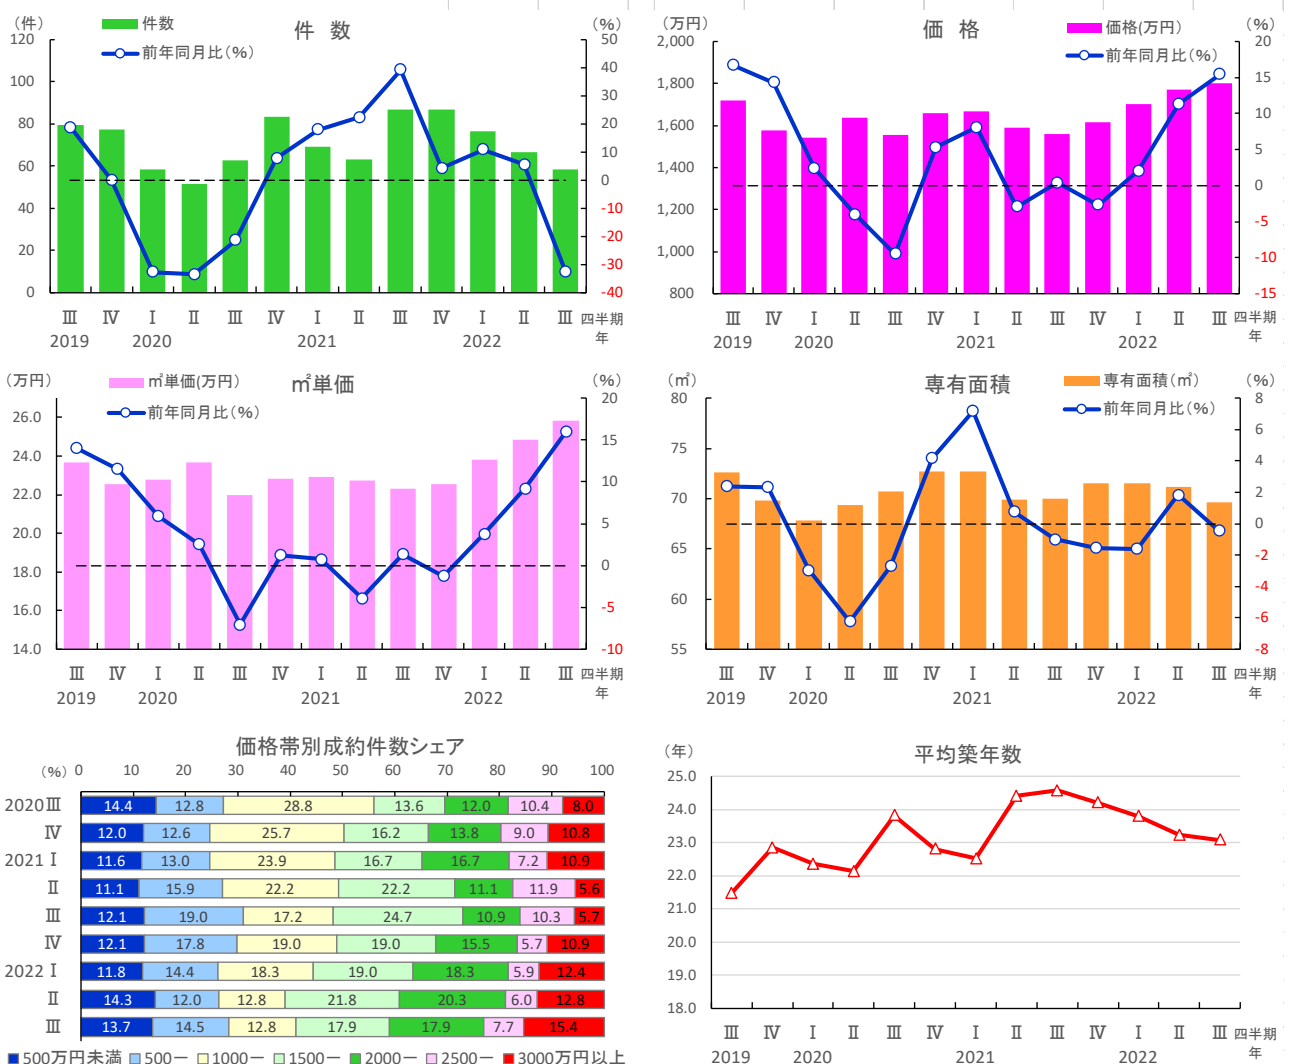 件 数
(件)
(%)
件数
前年同月比(%)
120
100
80
60
40
20
0
50
40
30
20
10
0
-10
-20
-30
-40
Ⅲ Ⅳ Ⅰ Ⅱ Ⅲ Ⅳ Ⅰ Ⅱ Ⅲ Ⅳ Ⅰ Ⅱ Ⅲ 四半期
2019 2020 2021 2022 年
価 格
(万円)
(%)
価格(万円)
前年同月比(%)
2,000
1,800
1,600
1,400
1,200
1,000
800
20
15
10
5
0
-5
-10
-15
Ⅲ Ⅳ Ⅰ Ⅱ Ⅲ Ⅳ Ⅰ Ⅱ Ⅲ Ⅳ Ⅰ Ⅱ Ⅲ 四半期
2019 2020 2021 2022 年
㎡単価
(万円)
(%)
㎡単価(万円)
前年同月比(%)
26.0
24.0
22.0
20.0
18.0
16.0
14.0
20
15
10
5
0
-5
-10
Ⅲ Ⅳ Ⅰ Ⅱ Ⅲ Ⅳ Ⅰ Ⅱ Ⅲ Ⅳ Ⅰ Ⅱ Ⅲ 四半期
2019 2020 2021 2022 年
専有面積
(㎡)
(%)
専有面積(㎡)
前年同月比(%)
80
75
70
65
60
55
8
6
4
2
0
-2
-4
-6
-8
Ⅲ Ⅳ Ⅰ Ⅱ Ⅲ Ⅳ Ⅰ Ⅱ Ⅲ Ⅳ Ⅰ Ⅱ Ⅲ 四半期
2019 2020 2021 2022 年
価格帯別成約件数シェア
(%) 0 10 20 30 40 50 60 70 80 90 100
2020Ⅲ 14.4 12.8 28.8 13.6 12.0 10.4 8.0
Ⅳ 12.0 12.6 25.7 16.2 13.8 9.0 10.8
2021Ⅰ 11.6 13.0 23.9 16.7 16.7 7.2 10.9
Ⅱ 11.1 15.9 22.2 22.2 11.1 11.9 5.6
Ⅲ 12.1 19.0 17.2 24.7 10.9 10.3 5.7
Ⅳ 12.1 17.8 19.0 19.0 15.5 5.7 10.9
2022Ⅰ 11.8 14.4 18.3 19.0 18.3 5.9 12.4
Ⅱ 14.3 12.0 12.8 21.8 20.3 6.0 12.8
Ⅲ 13.7 14.5 12.8 17.9 17.9 7.7 15.4
500万円未満 500ー 1000ー 1500ー 2000ー 2500ー 3000万円以上
平均築年数
(年)
25.0
24.0
23.0
22.0
21.0
20.0
19.0
18.0
Ⅲ Ⅳ Ⅰ Ⅱ Ⅲ Ⅳ Ⅰ Ⅱ Ⅲ Ⅳ Ⅰ Ⅱ Ⅲ 四半期
2019 2020 2021 2022 年